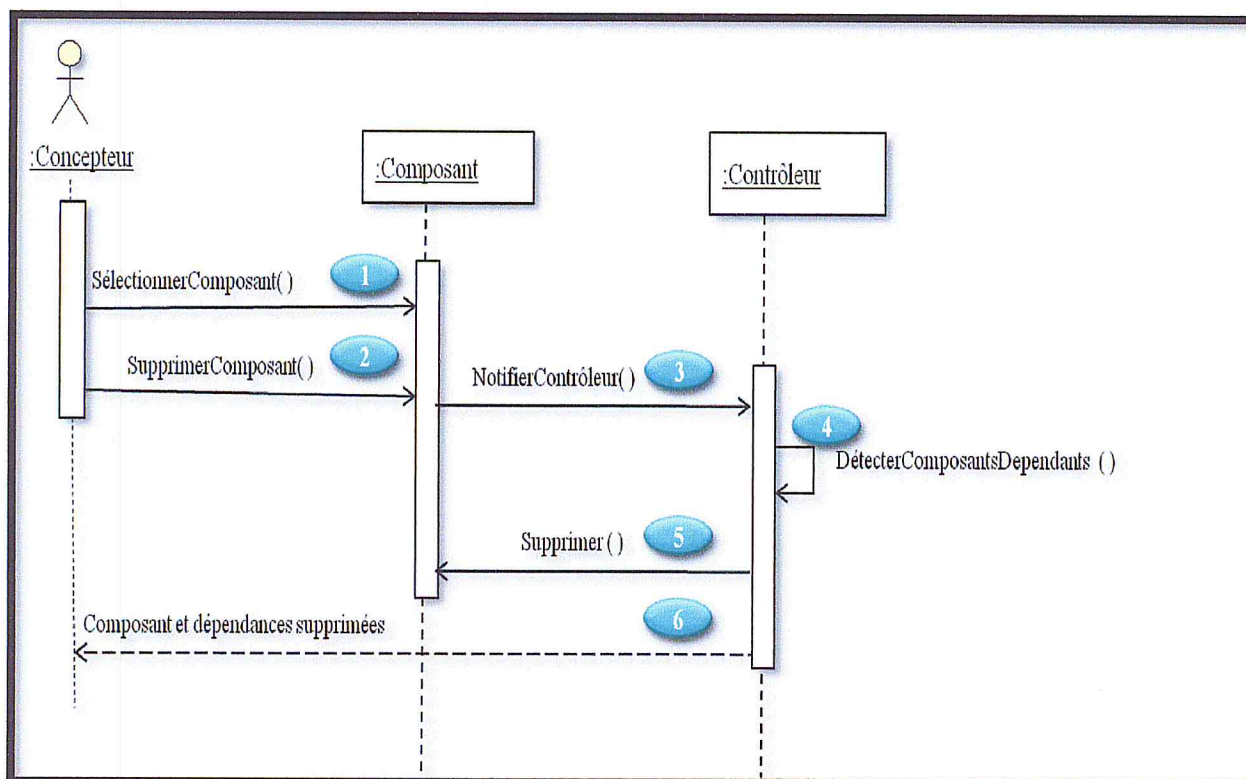 :Concepteur
:Composant
:Contrôleur
SélectionnerComposant( )
1
SupprimerComposant( )
2
NotifierContrôleur( )
3
4
DétecterComposantsDependants ( )
Supprimer ( )
5
Composant et dépendances supprimées
6